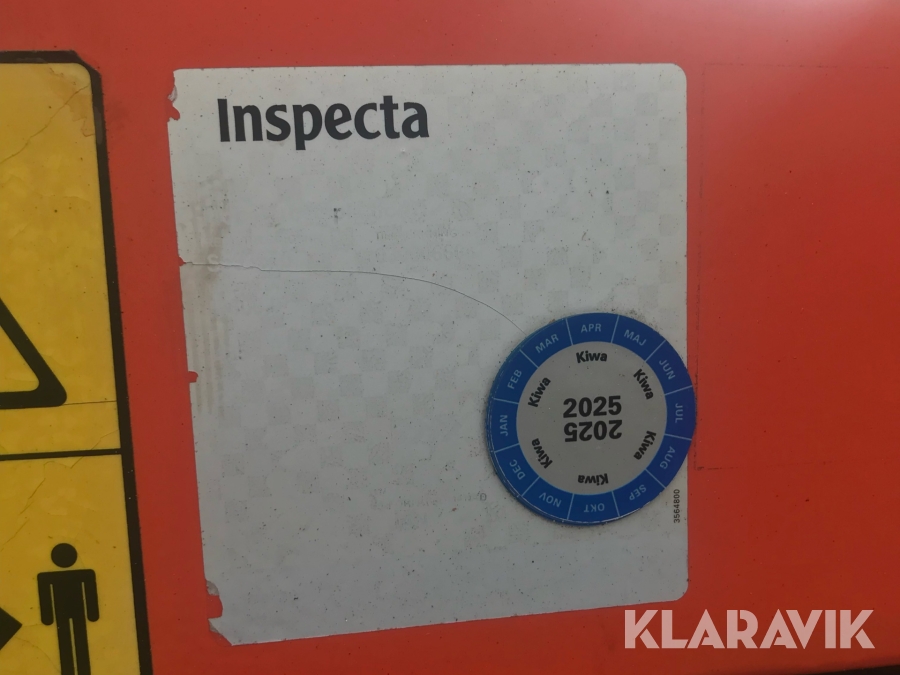 Inspecta
JAN FEB MAR APR MAJ JUN JUL AUG SEP OKT NOV DEC
Kiwa Kiwa Kiwa Kiwa Kiwa Kiwa
2025
2025
3564800
KLARAVIK